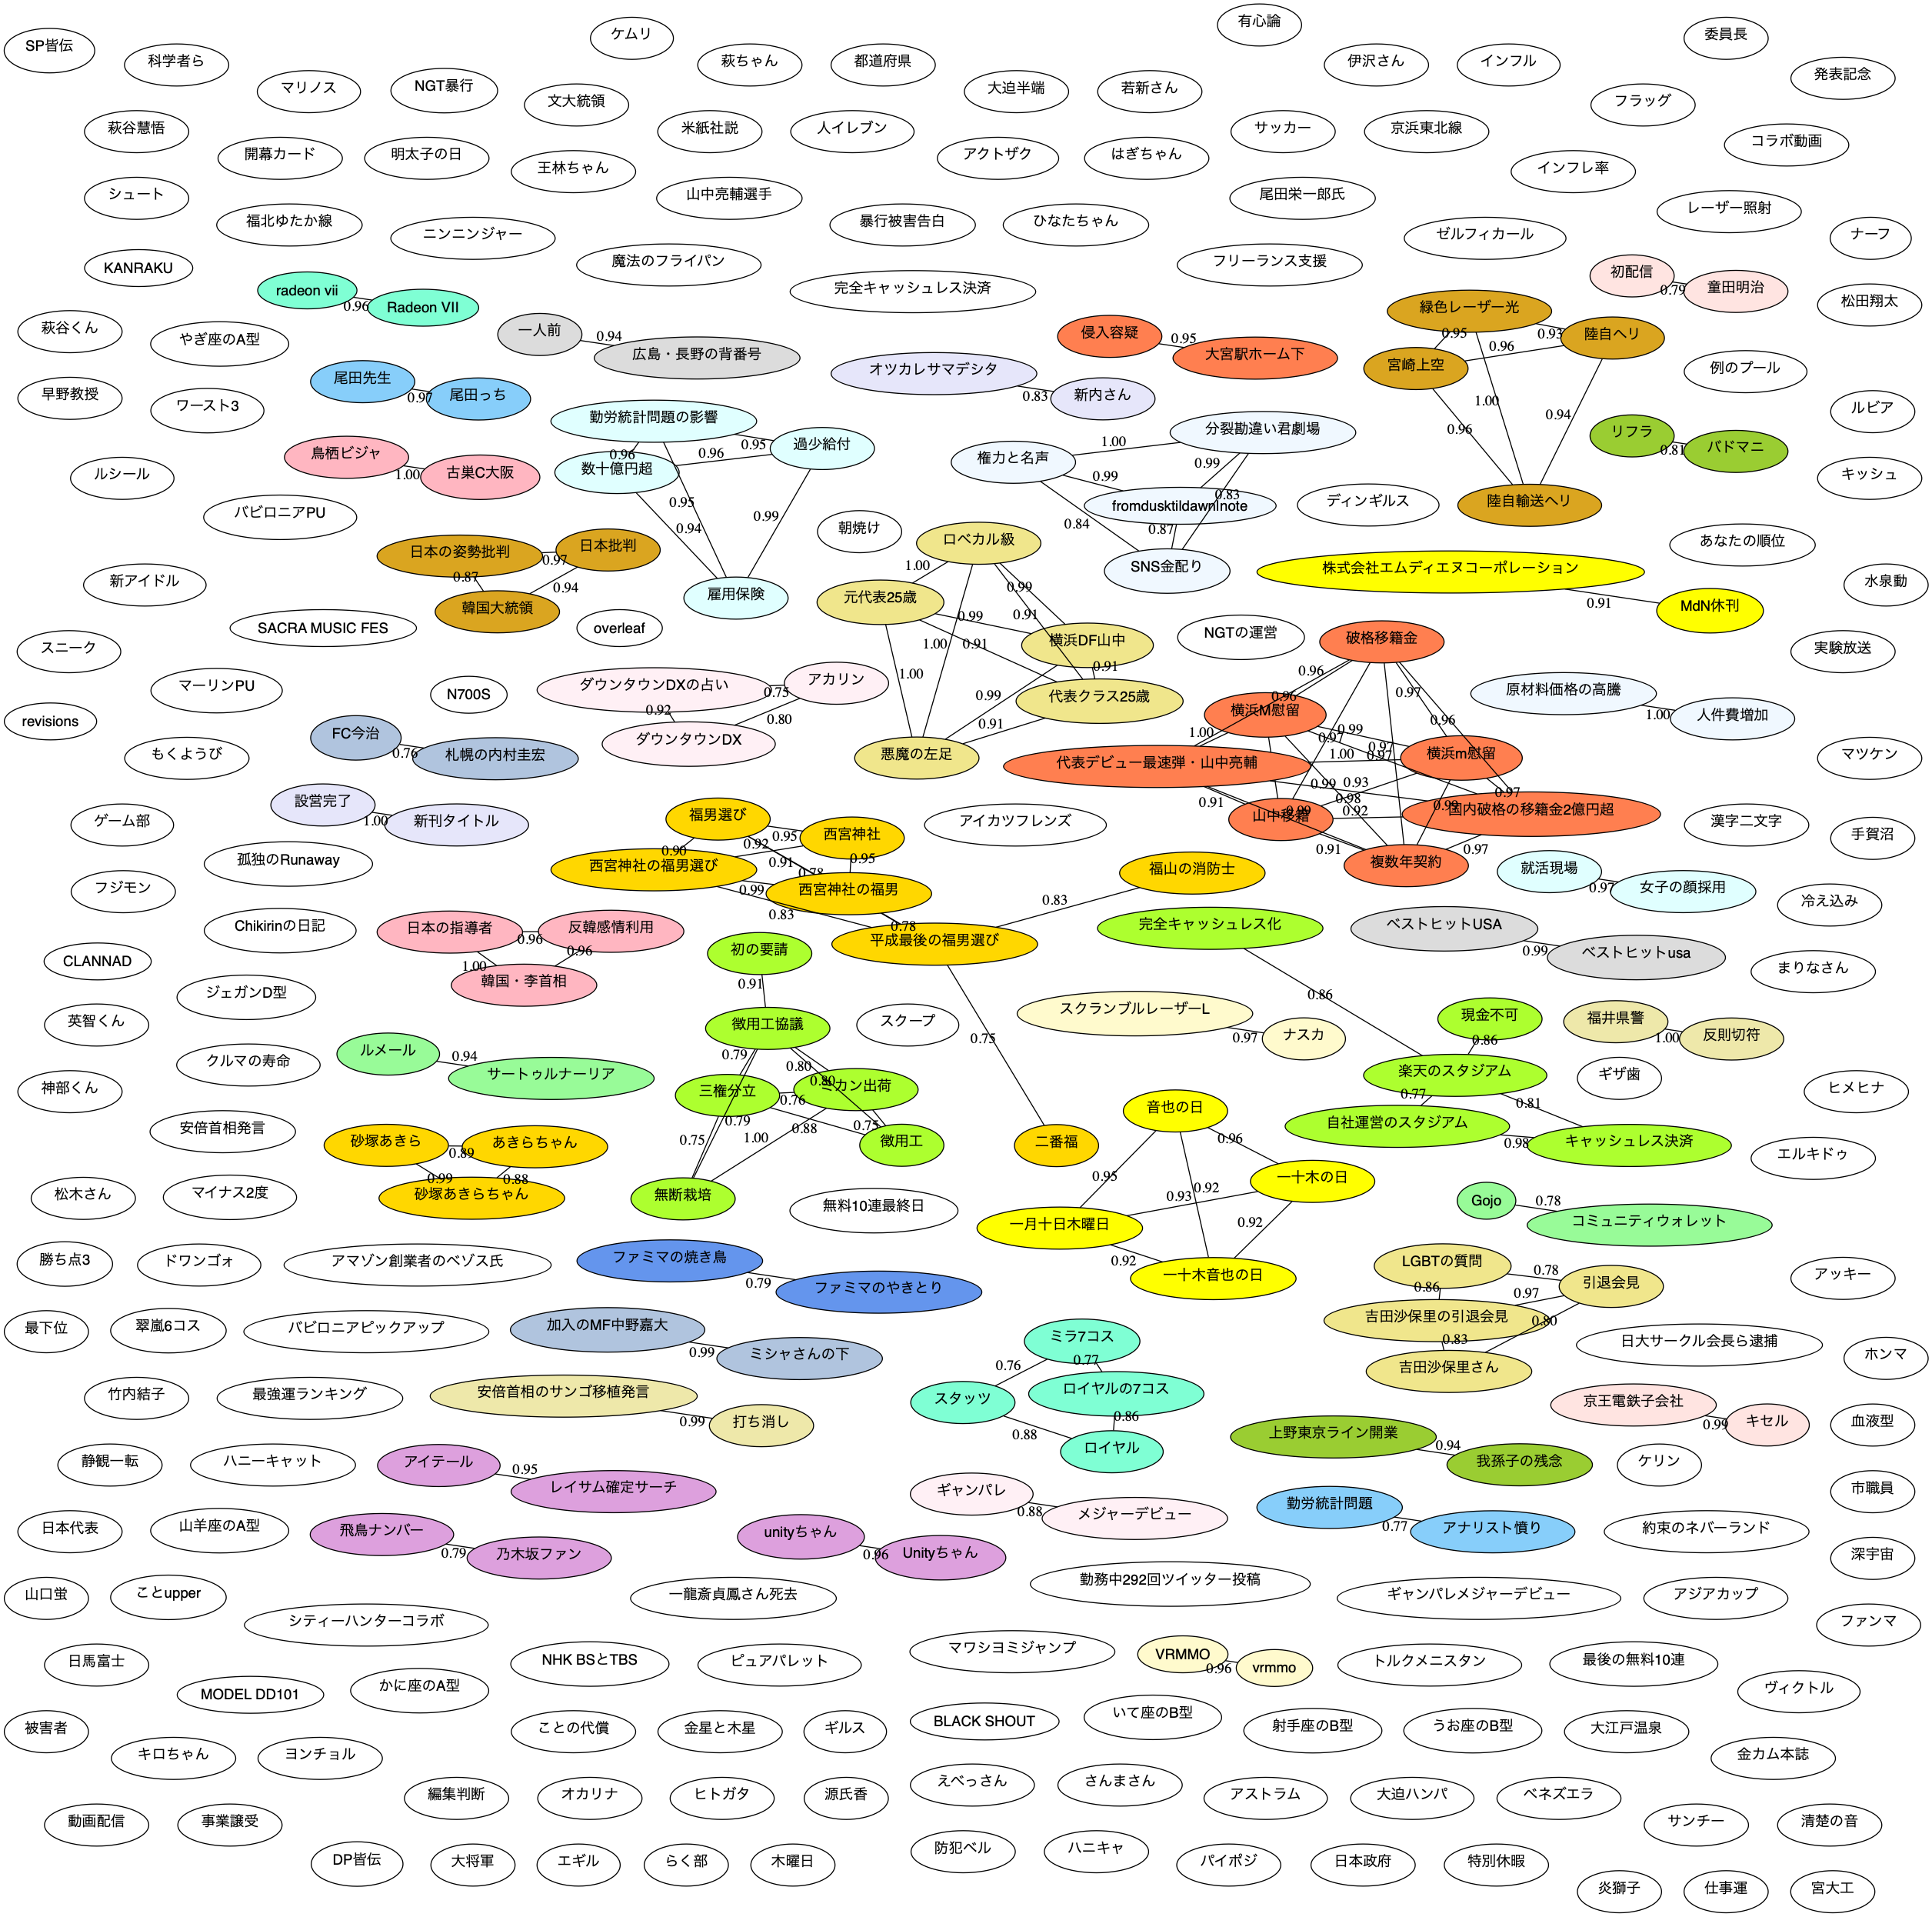 有心論
SP皆伝
ケムリ
委員長
科学者ら
萩ちゃん
都道府県
伊沢さん
インフル
発表記念
マリノス
NGT暴行
文大統領
大迫半端
若新さん
フラッグ
萩谷慧悟
米紙社説
人イレブン
サッカー
京浜東北線
コラボ動画
開幕カード
明太子の日
王林ちゃん
アクトザク
はぎちゃん
インフレ率
シュート
山中亮輔選手
尾田栄一郎氏
レーザー照射
福北ゆたか線
ニンニンジャー
暴行被害告白
ひなたちゃん
ゼルフィカール
ナーフ
KANRAKU
魔法のフライパン
フリーランス支援
初配信
0.79
童田明治
radeon vii
0.96
Radeon VII
完全キャッシュレス決済
松田翔太
萩谷くん
やぎ座のA型
一人前
0.94
広島・長野の背番号
侵入容疑
0.95
大宮駅ホーム下
緑色レーザー光
陸自ヘリ
宮崎上空
0.95
0.93
0.96
1.00
0.94
0.96
陸自輸送ヘリ
早野教授
ワースト3
尾田先生
0.97
尾田っち
オツカレサマデシタ
0.83
新内さん
例のプール
ルビア
勤労統計問題の影響
過少給付
数十億円超
0.96
0.95
0.96
0.95
0.94
0.99
雇用保険
分裂勘違い君劇場
権力と名声
1.00
0.99
0.99
0.83
0.84
0.87
fromdusktildawnlnote
SNS金配り
リフラ
0.81
バドマニ
ルシール
鳥栖ビジャ
1.00
古巣C大阪
ディンギルス
キッシュ
バビロニアPU
朝焼け
あなたの順位
日本の姿勢批判
日本批判
0.97
0.87
0.94
韓国大統領
ロベカル級
元代表25歳
1.00
0.99
0.99
0.91
横浜DF山中
1.00
0.91
0.91
1.00
0.99
0.91
代表クラス25歳
悪魔の左足
株式会社エムディエヌコーポレーション
0.91
MdN休刊
新アイドル
水泉動
SACRA MUSIC FES
overleaf
NGTの運営
スニーク
実験放送
マーリンPU
N700S
ダウンタウンDXの占い
アカリン
0.75
0.92
0.80
ダウンタウンDX
破格移籍金
0.96
0.96
0.97
0.96
横浜M慰留
0.99
0.97
0.97
0.97
1.00
1.00
横浜m慰留
代表デビュー最速弾・山中亮輔
0.99
0.93
0.97
0.98
0.99
0.99
0.91
0.92
国内破格の移籍金2億円超
山中移籍
0.91
0.97
複数年契約
原材料価格の高騰
1.00
人件費増加
revisions
もくようび
FC今治
0.76
札幌の内村圭宏
マツケン
ゲーム部
設営完了
1.00
新刊タイトル
福男選び
西宮神社
0.95
0.90
0.92
西宮神社の福男選び
0.91
0.95
0.78
西宮神社の福男
0.99
0.83
0.78
福山の消防士
0.83
平成最後の福男選び
0.75
二番福
アイカツフレンズ
漢字二文字
手賀沼
孤独のRunaway
就活現場
0.97
女子の顔採用
フジモン
冷え込み
Chikirinの日記
日本の指導者
反韓感情利用
0.96
1.00
0.96
韓国・李首相
完全キャッシュレス化
0.86
現金不可
0.86
楽天のスタジアム
0.77
0.81
自社運営のスタジアム
0.98
キャッシュレス決済
ベストヒットUSA
0.99
ベストヒットusa
CLANNAD
初の要請
0.91
徴用工協議
0.79
0.80
0.80
三権分立
ミカン出荷
0.76
0.79
0.75
0.75
1.00
0.88
徴用工
無断栽培
まりなさん
ジェガンD型
スクランブルレーザーL
0.97
ナスカ
英智くん
スクープ
福井県警
1.00
反則切符
クルマの寿命
ルメール
0.94
サートゥルナーリア
ギザ歯
神部くん
ヒメヒナ
安倍首相発言
音也の日
0.96
0.95
0.92
0.93
一十木の日
一月十日木曜日
0.92
0.92
一十木音也の日
砂塚あきら
あきらちゃん
0.89
0.99
0.88
砂塚あきらちゃん
エルキドゥ
松木さん
マイナス2度
無料10連最終日
Gojo
0.78
コミュニティウォレット
勝ち点3
ドワンゴォ
アマゾン創業者のベゾス氏
ファミマの焼き鳥
0.79
ファミマのやきとり
LGBTの質問
引退会見
0.78
0.86
0.97
吉田沙保里の引退会見
0.80
0.83
吉田沙保里さん
アッキー
最下位
翠嵐6コス
バビロニアピックアップ
加入のMF中野嘉大
0.99
ミシャさんの下
ミラ7コス
0.76
0.77
スタッツ
ロイヤルの7コス
0.86
0.88
ロイヤル
日大サークル会長ら逮捕
ホンマ
竹内結子
最強運ランキング
安倍首相のサンゴ移植発言
0.99
打ち消し
京王電鉄子会社
0.99
キセル
血液型
静観一転
ハニーキャット
アイテール
0.95
レイサム確定サーチ
上野東京ライン開業
0.94
我孫子の残念
ケリン
市職員
日本代表
山羊座のA型
飛鳥ナンバー
0.79
乃木坂ファン
unityちゃん
0.96
Unityちゃん
ギャンパレ
0.88
メジャーデビュー
勤労統計問題
0.77
アナリスト憤り
約束のネバーランド
深宇宙
山口蛍
ことupper
一龍斎貞鳳さん死去
勤務中292回ツイッター投稿
ギャンパレメジャーデビュー
アジアカップ
ファンマ
シティーハンターコラボ
日馬富士
NHK BSとTBS
ピュアパレット
マワシヨミジャンプ
VRMMO
0.96
vrmmo
トルクメニスタン
最後の無料10連
MODEL DD101
かに座のA型
ヴィクトル
被害者
ことの代償
金星と木星
ギルス
BLACK SHOUT
いて座のB型
射手座のB型
うお座のB型
大江戸温泉
キロちゃん
ヨンチョル
金カム本誌
編集判断
オカリナ
ヒトガタ
源氏香
えべっさん
さんまさん
アストラム
大迫ハンパ
ベネズエラ
動画配信
事業譲受
サンチー
清楚の音
DP皆伝
大将軍
エギル
らく部
木曜日
防犯ベル
ハニキャ
パイポジ
日本政府
特別休暇
炎獅子
仕事運
宮大工